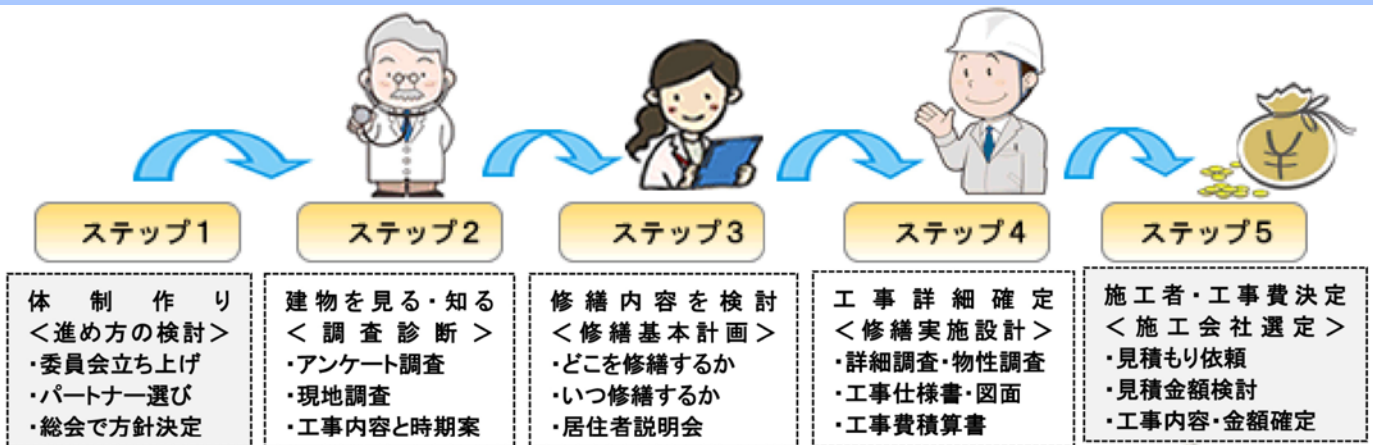 ステップ1
体制作り
＜進め方の検討＞
・委員会立ち上げ
・パートナー選び
・総会で方針決定
ステップ2
建物を見る・知る
＜調査診断＞
・アンケート調査
・現地調査
・工事内容と時期案
ステップ3
修繕内容を検討
＜修繕基本計画＞
・どこを修繕するか
・いつ修繕するか
・居住者説明会
ステップ4
工事詳細確定
＜修繕実施設計＞
・詳細調査・物性調査
・工事仕様書・図面
・工事費積算書
ステップ5
施工者・工事費決定
＜施工会社選定＞
・見積もり依頼
・見積金額検討
・工事内容・金額確定
¥